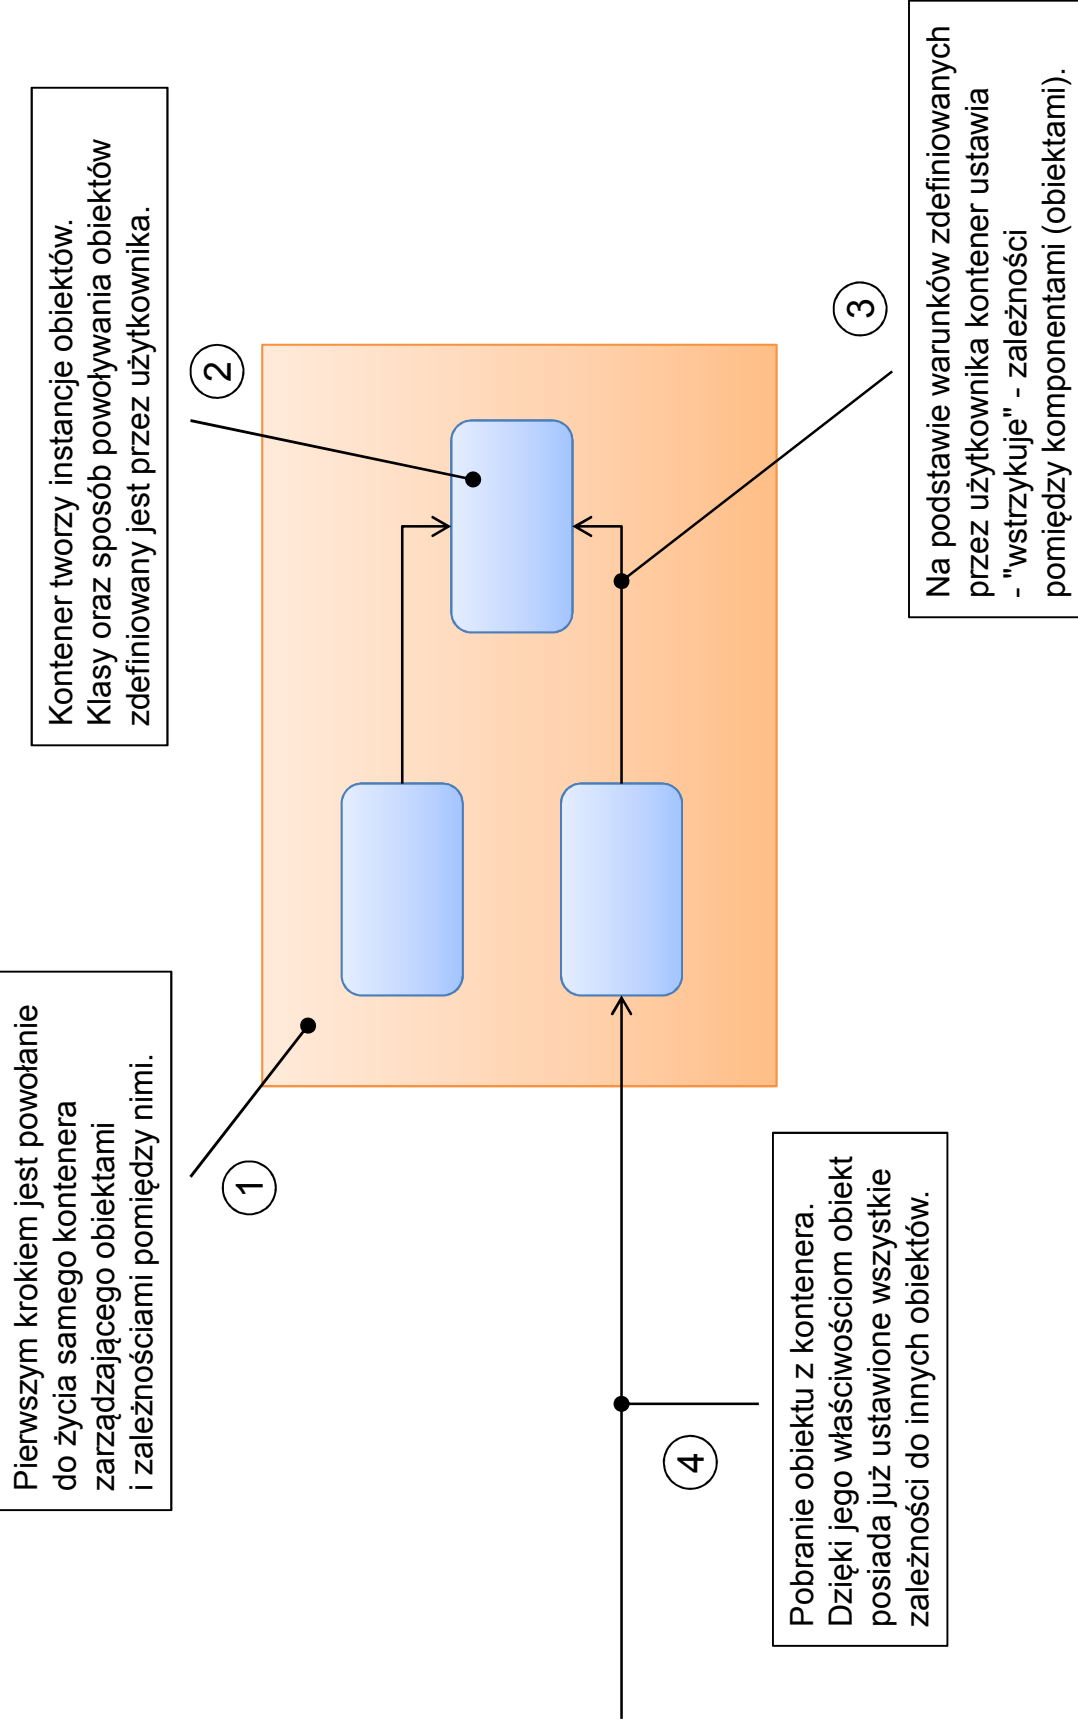 Pierwszym krokiem jest powołanie
do życia samego kontenera
zarządzającego obiektami
i zależnościami pomiędzy nimi.
1
Kontener tworzy instancje obiektów.
Klasy oraz sposób powoływania obiektów
zdefiniowany jest przez użytkownika.
2
3
Na podstawie warunków zdefiniowanych
przez użytkownika kontener ustawia
- "wstrzykuje" - zależności
pomiędzy komponentami (obiektami).
4
Pobranie obiektu z kontenera.
Dzięki jego właściwościom obiekt
posiada już ustawione wszystkie
zależności do innych obiektów.